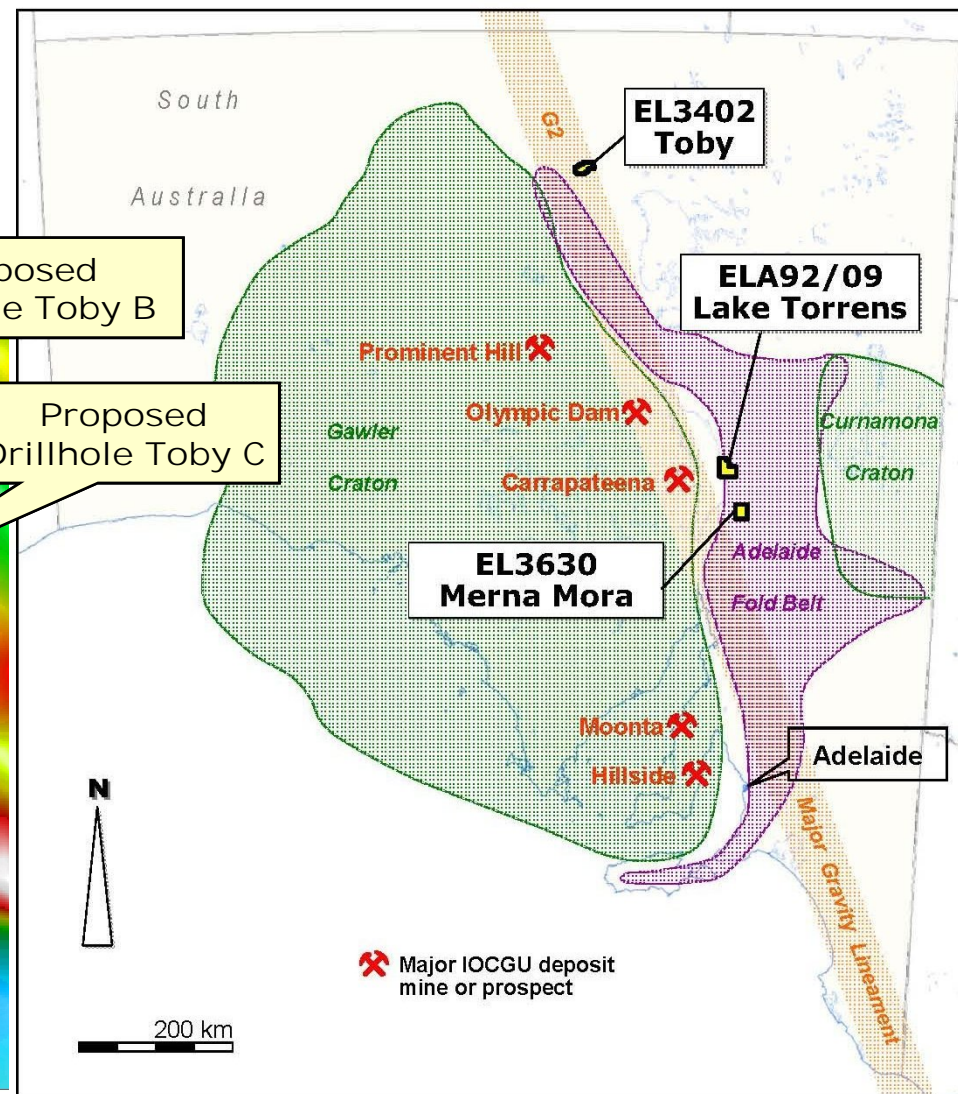 South
Australia
G2
EL3402
Toby
posed
e Toby B
ELA92/09
Lake Torrens
Prominent Hill
Proposed
Drillhole Toby C
Olympic Dam
Gawler
Craton
Curnamona
Craton
Carrapateena
EL3630
Merna Mora
Adelaide
Fold Belt
Moonta
Hillside
Adelaide
N
Major Gravity Lineament
Major IOCGU deposit
mine or prospect
200 km